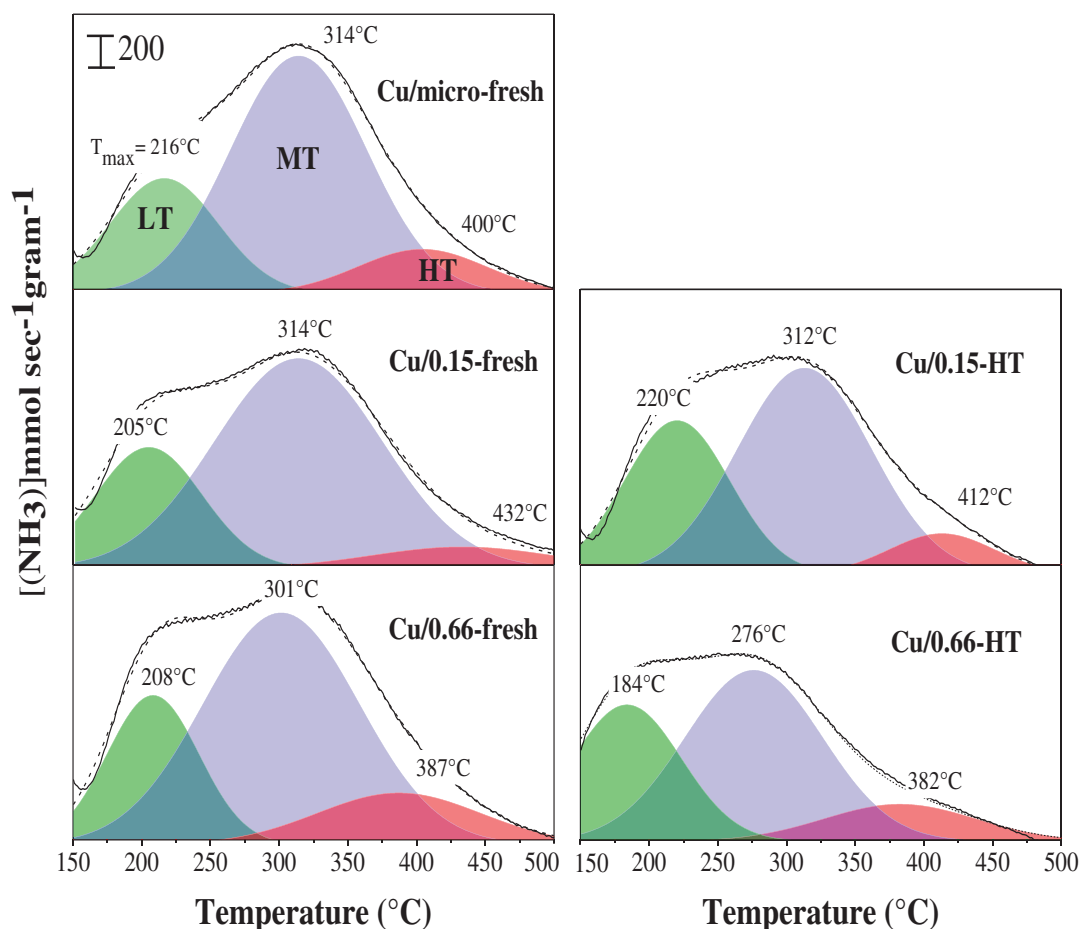 200
314°C
Cu/micro-fresh
Tmax = 216°C
MT
LT
400°C
HT
314°C
Cu/0.15-fresh
205°C
432°C
301°C
Cu/0.66-fresh
208°C
387°C
150 200 250 300 350 400 450 500
Temperature (°C)
312°C
Cu/0.15-HT
220°C
412°C
276°C
Cu/0.66-HT
184°C
382°C
150 200 250 300 350 400 450 500
Temperature (°C)
[(NH3)]mmol sec-1gram-1